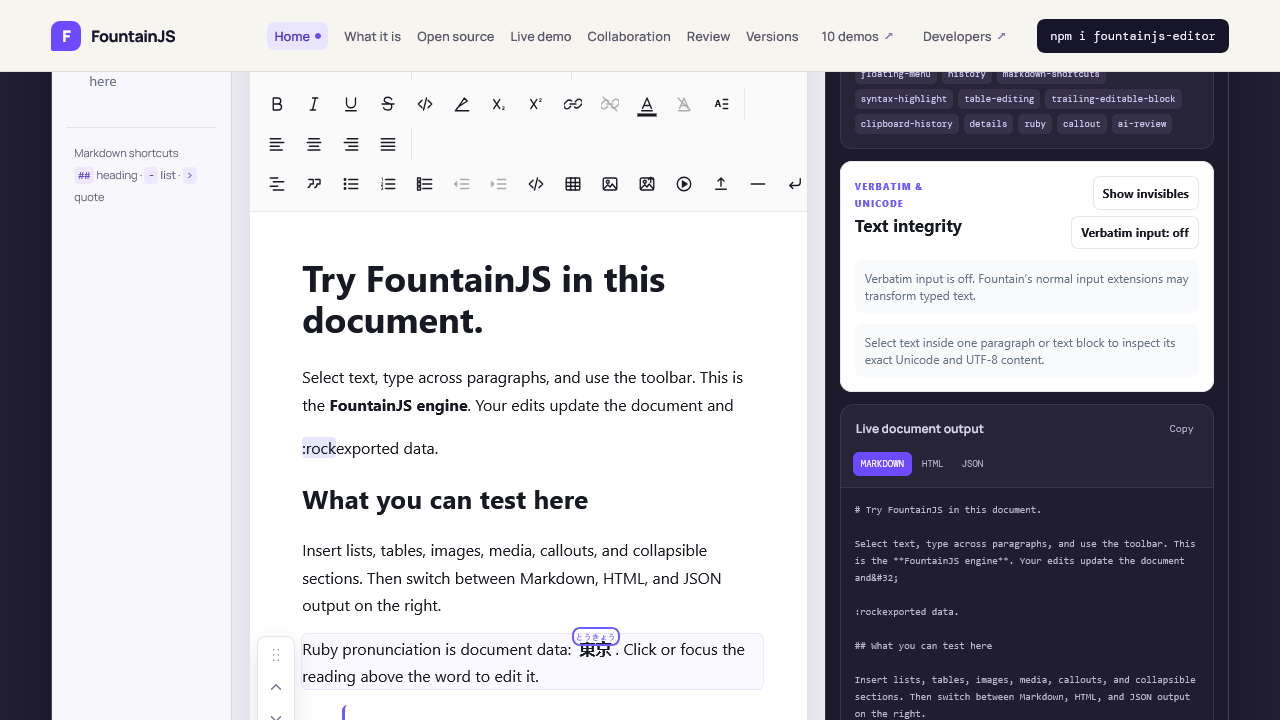 F FountainJS
Home
What it is
Open source
Live demo
Collaboration
Review
Versions
10 demos ↗
Developers ↗
npm i fountainjs-editor
here
Markdown shortcuts
## heading · - list · >
quote
Try FountainJS in this
document.
Select text, type across paragraphs, and use the toolbar. This is
the FountainJS engine. Your edits update the document and
:rockexported data.
What you can test here
Insert lists, tables, images, media, callouts, and collapsible
sections. Then switch between Markdown, HTML, and JSON
output on the right.
とうきょう
Ruby pronunciation is document data: 東京 . Click or focus the
reading above the word to edit it.
floating-menu history markdown-shortcuts
syntax-highlight table-editing trailing-editable-block
clipboard-history details ruby callout ai-review
VERBATIM &
UNICODE
Text integrity
Show invisibles
Verbatim input: off
Verbatim input is off. Fountain’s normal input extensions may
transform typed text.
Select text inside one paragraph or text block to inspect its
exact Unicode and UTF-8 content.
Live document output
Copy
MARKDOWN HTML JSON
# Try FountainJS in this document.
Select text, type across paragraphs, and use the toolbar. This
is the **FountainJS engine**. Your edits update the document
and&#32;
:rockexported data.
## What you can test here
Insert lists, tables, images, media, callouts, and collapsible
sections. Then switch between Markdown, HTML, and JSON output
on the right.